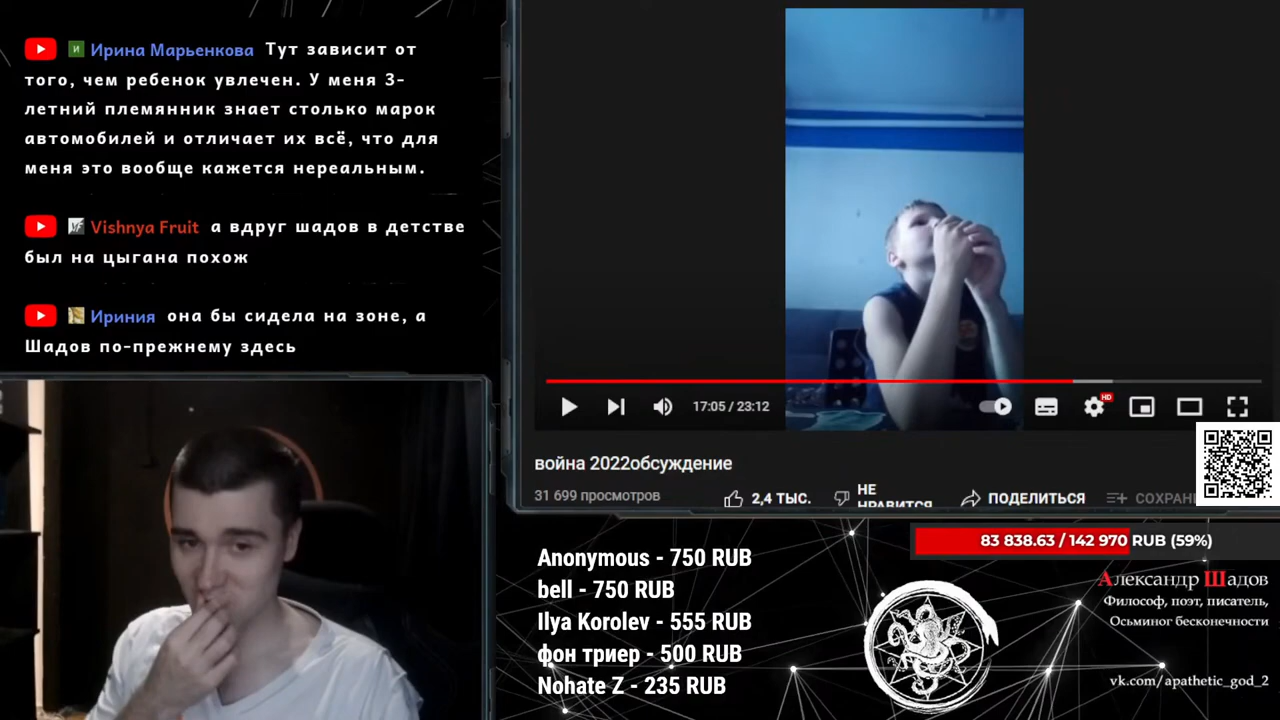 Ирина Марьенкова Тут зависит от
того, чем ребенок увлечен. У меня 3-
летний племянник знает столько марок
автомобилей и отличает их всё, что для
меня это вообще кажется нереальным.
Vishnya Fruit а вдруг шадов в детстве
был на цыгана похож
Ириния она бы сидела на зоне, а
Шадов по-прежнему здесь
17:05 / 23:12
HD
война 2022обсуждение
31 699 просмотров
2,4 ТЫС.
НЕ
НРАВИТСЯ
ПОДЕЛИТЬСЯ
83 838.63 / 142 970 RUB (59%)
Anonymous - 750 RUB
bell - 750 RUB
Ilya Korolev - 555 RUB
фон триер - 500 RUB
Nohate Z - 235 RUB
Александр Шадов
Философ, поэт, писатель,
Осьминог бесконечности
vk.com/apathetic_god_2